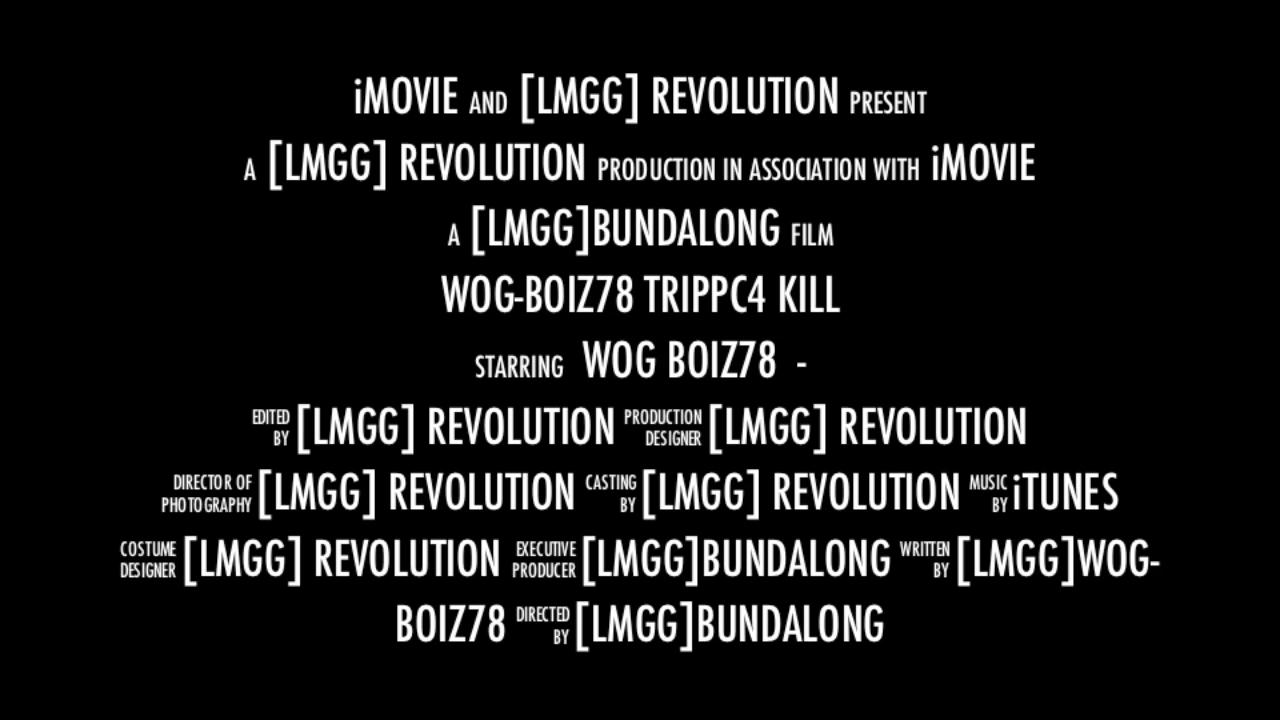 iMOVIE AND [LMGG] REVOLUTION PRESENT
A [LMGG] REVOLUTION PRODUCTION IN ASSOCIATION WITH iMOVIE
A [LMGG]BUNDALONG FILM
WOG-BOIZ78 TRIPPC4 KILL
STARRING WOG BOIZ78 -
EDITED BY [LMGG] REVOLUTION PRODUCTION DESIGNER [LMGG] REVOLUTION
DIRECTOR OF PHOTOGRAPHY [LMGG] REVOLUTION CASTING BY [LMGG] REVOLUTION MUSIC BY iTUNES
COSTUME DESIGNER [LMGG] REVOLUTION EXECUTIVE PRODUCER [LMGG]BUNDALONG WRITTEN BY [LMGG]WOG-
BOIZ78 DIRECTED BY [LMGG]BUNDALONG